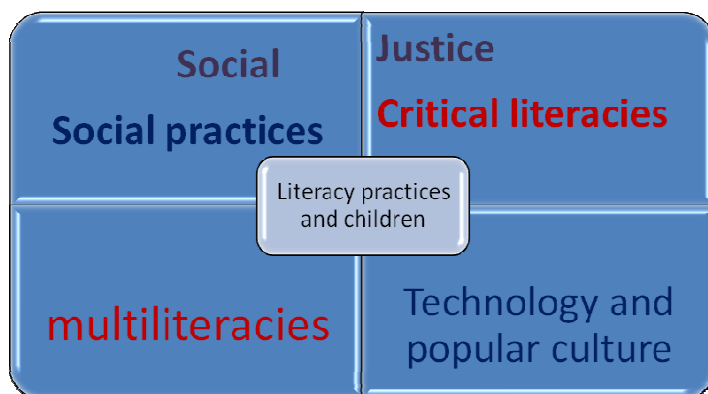 Social
Justice
Social practices
Critical literacies
Literacy practices
and children
multiliteracies
Technology and
popular culture